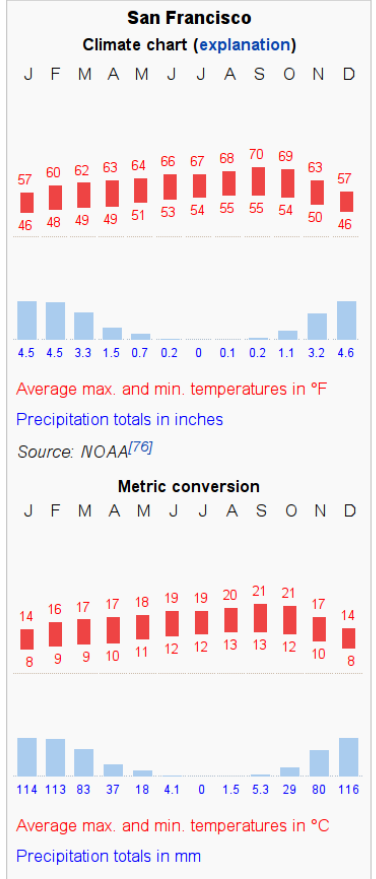 San Francisco
Climate chart (explanation)
J F M A M J J A S O N D
57 60 62 63 64 66 67 68 70 69 63 57
46 48 49 49 51 53 54 55 55 54 50 46
4.5 4.5 3.3 1.5 0.7 0.2 0 0.1 0.2 1.1 3.2 4.6
Average max. and min. temperatures in °F
Precipitation totals in inches
Source: NOAA[76]
Metric conversion
J F M A M J J A S O N D
14 16 17 17 18 19 19 20 21 21 17 14
8 9 9 10 11 12 12 13 13 12 10 8
114 113 83 37 18 4.1 0 1.5 5.3 29 80 116
Average max. and min. temperatures in °C
Precipitation totals in mm